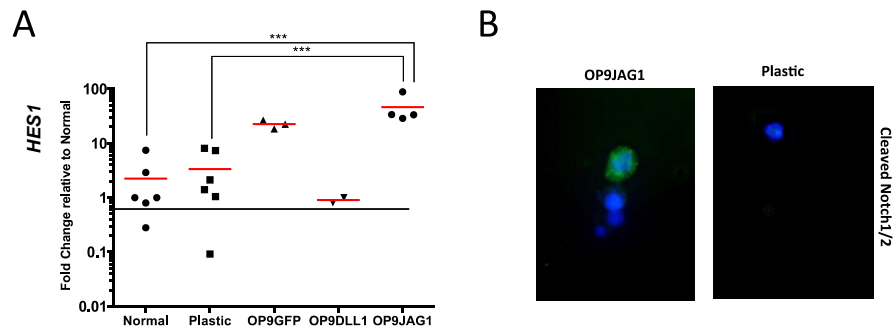 A
***
***
HES1
Fold Change relative to Normal
100
10
1
0.1
0.01
Normal Plastic OP9GFP OP9DLL1 OP9JAG1
B
OP9JAG1 Plastic
Cleaved Notch1/2